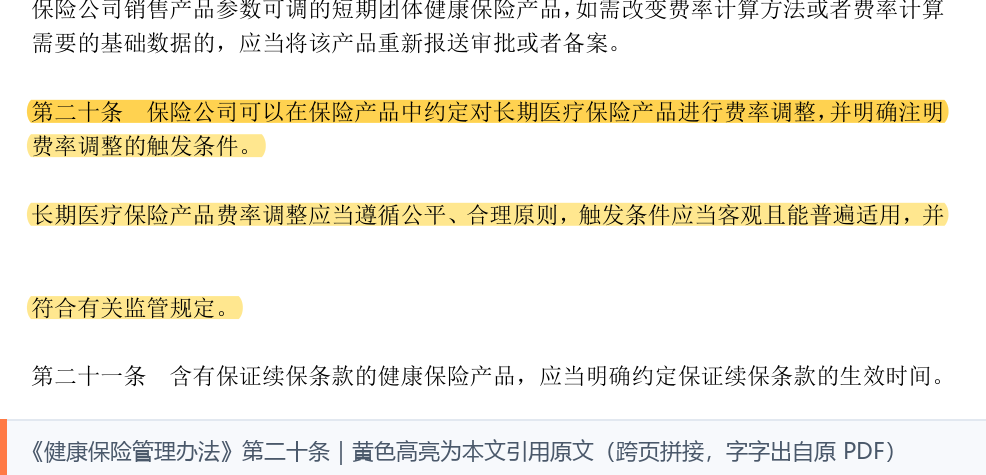 保险公司销售产品参数可调的短期团体健康保险产品,如需改变费率计算方法或者费率计算
需要的基础数据的，应当将该产品重新报送审批或者备案。
第二十条　保险公司可以在保险产品中约定对长期医疗保险产品进行费率调整,并明确注明
费率调整的触发条件。
长期医疗保险产品费率调整应当遵循公平、合理原则，触发条件应当客观且能普遍适用，并
符合有关监管规定。
第二十一条　含有保证续保条款的健康保险产品，应当明确约定保证续保条款的生效时间。
《健康保险管理办法》第二十条｜黄色高亮为本文引用原文（跨页拼接，字字出自原 PDF）